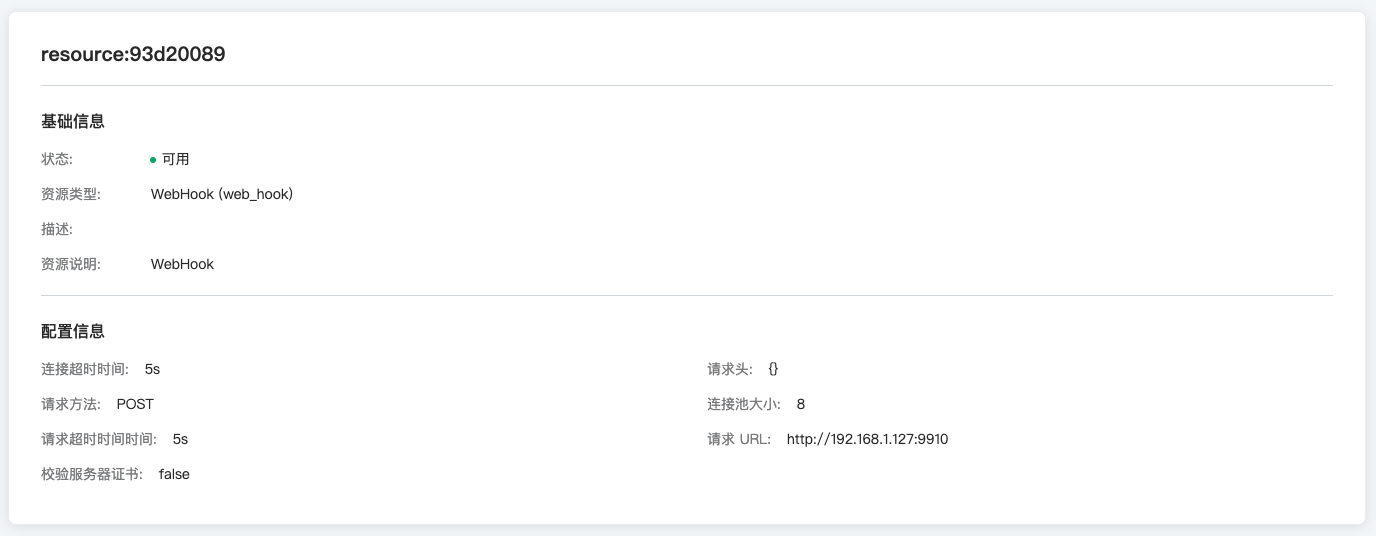 resource:93d20089
基础信息
状态: 可用
资源类型: WebHook (web_hook)
描述:
资源说明: WebHook
配置信息
连接超时时间: 5s 请求头: {}
请求方法: POST 连接池大小: 8
请求超时时间时间: 5s 请求 URL: http://192.168.1.127:9910
校验服务器证书: false